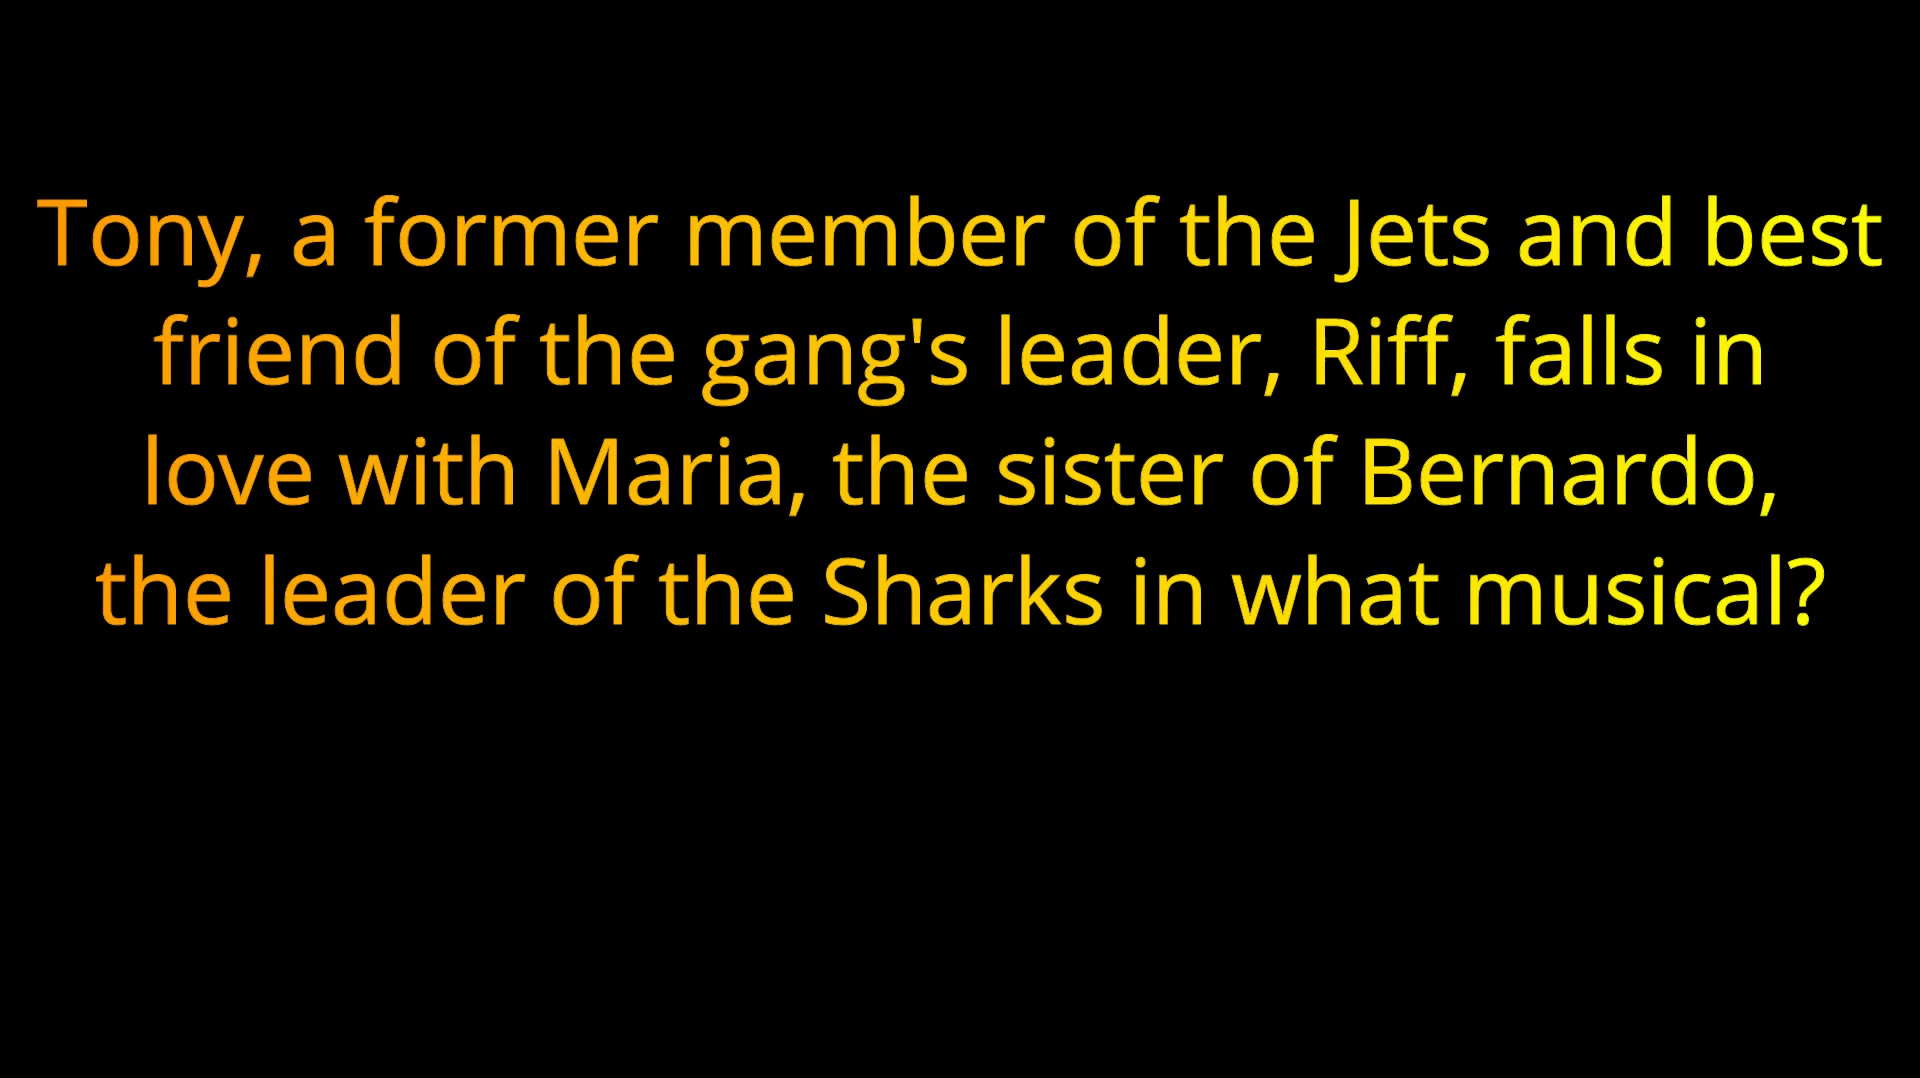 Tony, a former member of the Jets and best
friend of the gang's leader, Riff, falls in
love with Maria, the sister of Bernardo,
the leader of the Sharks in what musical?